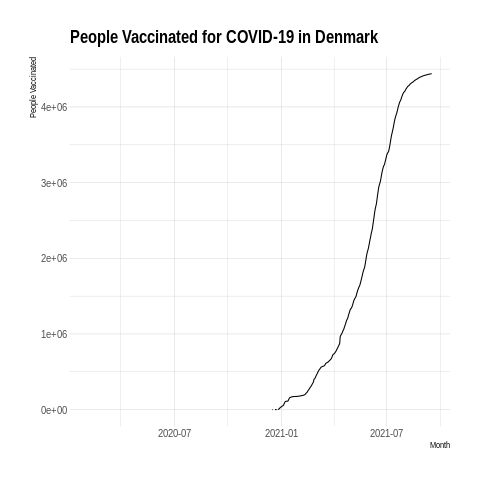 People Vaccinated for COVID-19 in Denmark
People Vaccinated
4e+06
3e+06
2e+06
1e+06
0e+00
2020-07
2021-01
2021-07
Month